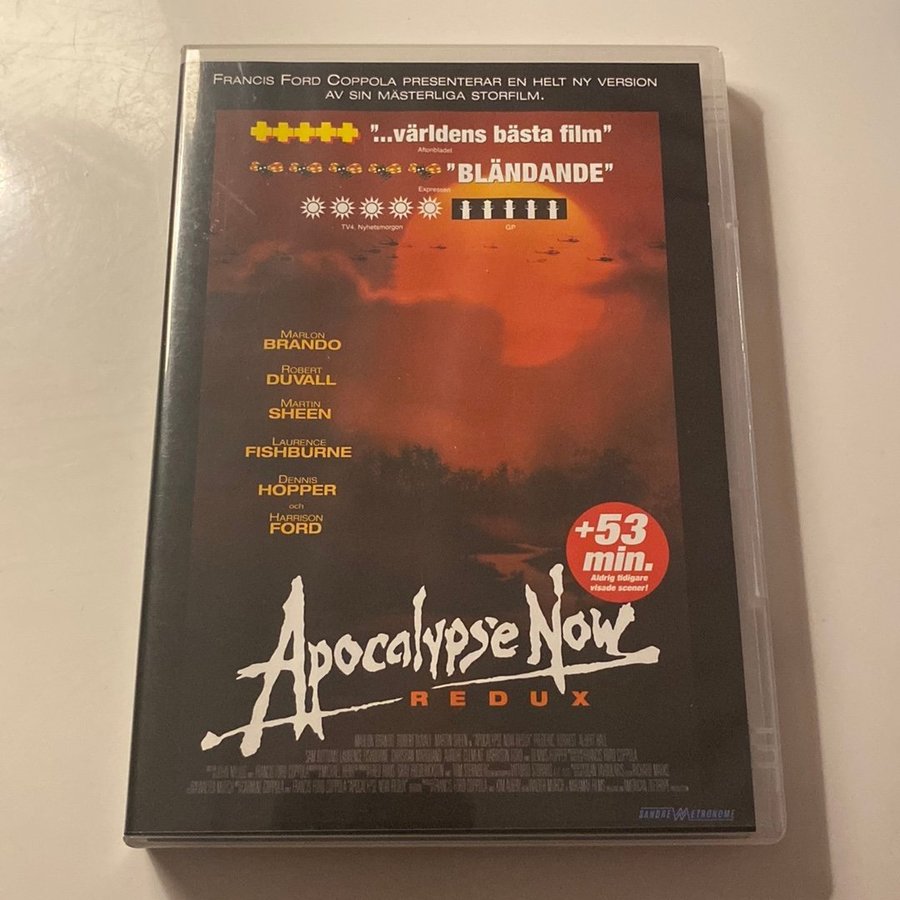 FRANCIS FORD COPPOLA PRESENTERAR EN HELT NY VERSION
AV SIN MÄSTERLIGA STORFILM.
"...världens bästa film"
Aftonbladet
"BLÄNDANDE"
Expressen
TV4, Nyhetsmorgon
GP
MARLON
BRANDO
ROBERT
DUVALL
MARTIN
SHEEN
LAURENCE
FISHBURNE
DENNIS
HOPPER
och
HARRISON
FORD
+53
min.
Aldrig tidigare
visade scener!
Apocalypse Now
REDUX
SANDREW METRONOME